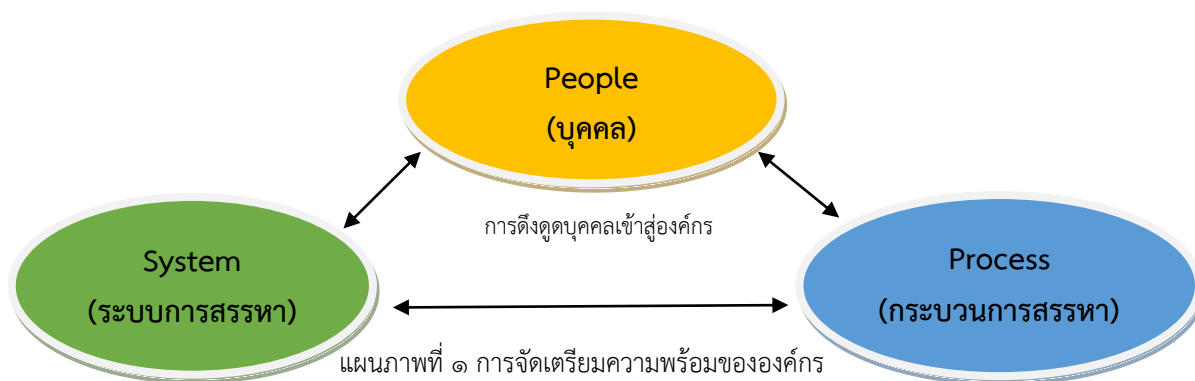 People
(บุคคล)
การดึงดูดบุคคลเข้าสู่องค์กร
System
(ระบบการสรรหา)
Process
(กระบวนการสรรหา)
แผนภาพที่ ๑ การจัดเตรียมความพร้อมขององค์กร